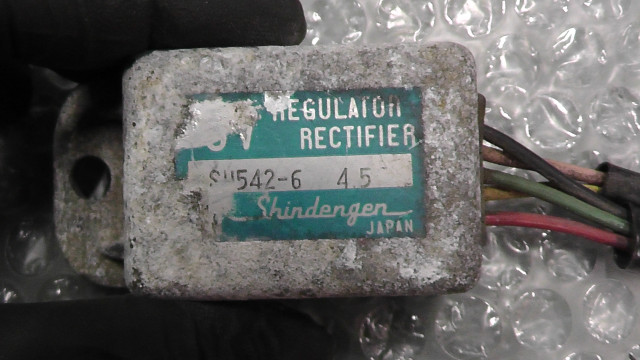 REGULATOR
RECTIFIER
542-6 4.5
Shindengen
JAPAN